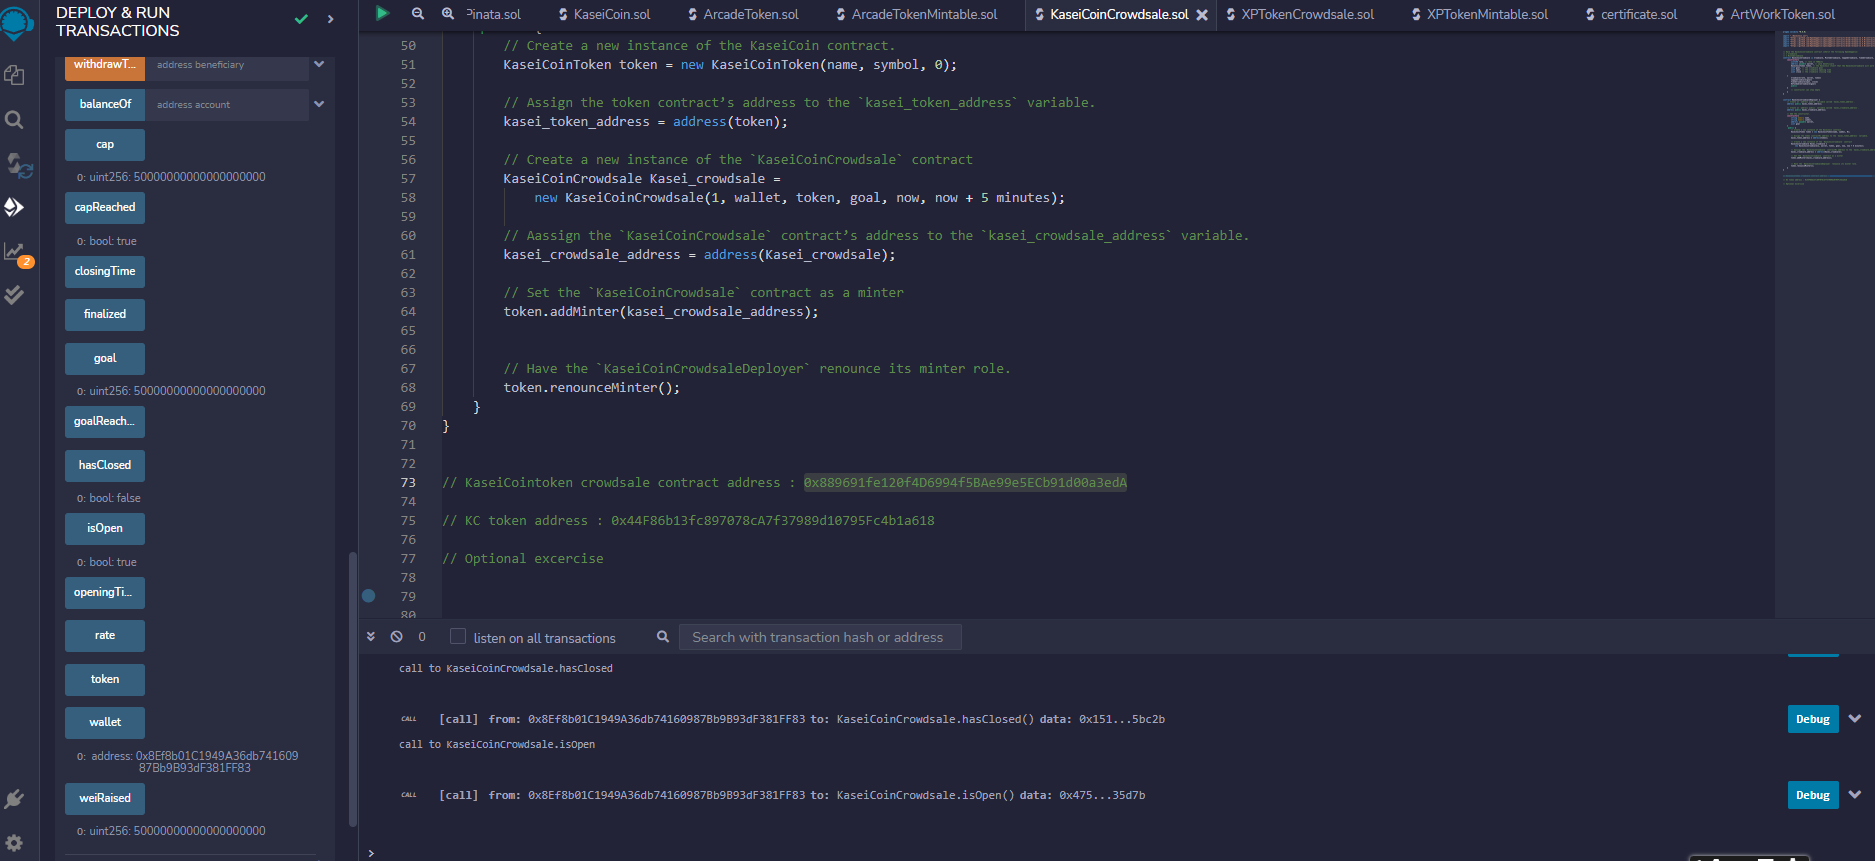 DEPLOY & RUN
TRANSACTIONS
withdrawT... address beneficiary
balanceOf address account
cap
0: uint256: 50000000000000000000
capReached
0: bool: true
closingTime
finalized
goal
0: uint256: 50000000000000000000
goalReach...
hasClosed
0: bool: false
isOpen
0: bool: true
openingTi...
rate
token
wallet
0: address: 0x8Ef8b01C1949A36db741609
87Bb9B93dF381FF83
weiRaised
0: uint256: 50000000000000000000
2
Pinata.sol KaseiCoin.sol ArcadeToken.sol ArcadeTokenMintable.sol KaseiCoinCrowdsale.sol XPTokenCrowdsale.sol XPTokenMintable.sol certificate.sol ArtWorkToken.sol
50 // Create a new instance of the KaseiCoin contract.
51 KaseiCoinToken token = new KaseiCoinToken(name, symbol, 0);
52
53 // Assign the token contract’s address to the `kasei_token_address` variable.
54 kasei_token_address = address(token);
55
56 // Create a new instance of the `KaseiCoinCrowdsale` contract
57 KaseiCoinCrowdsale Kasei_crowdsale =
58 new KaseiCoinCrowdsale(1, wallet, token, goal, now, now + 5 minutes);
59
60 // Aassign the `KaseiCoinCrowdsale` contract’s address to the `kasei_crowdsale_address` variable.
61 kasei_crowdsale_address = address(Kasei_crowdsale);
62
63 // Set the `KaseiCoinCrowdsale` contract as a minter
64 token.addMinter(kasei_crowdsale_address);
65
66
67 // Have the `KaseiCoinCrowdsaleDeployer` renounce its minter role.
68 token.renounceMinter();
69 }
70 }
71
72
73 // KaseiCointoken crowdsale contract address : 0x889691fe120f4D6994f5BAe99e5ECb91d00a3edA
74
75 // KC token address : 0x44F86b13fc897078cA7f37989d10795Fc4b1a618
76
77 // Optional excercise
78
79
80
0 listen on all transactions Search with transaction hash or address
call to KaseiCoinCrowdsale.hasClosed
CALL [call] from: 0x8Ef8b01C1949A36db74160987Bb9B93dF381FF83 to: KaseiCoinCrowdsale.hasClosed() data: 0x151...5bc2b Debug
call to KaseiCoinCrowdsale.isOpen
CALL [call] from: 0x8Ef8b01C1949A36db74160987Bb9B93dF381FF83 to: KaseiCoinCrowdsale.isOpen() data: 0x475...35d7b Debug
>